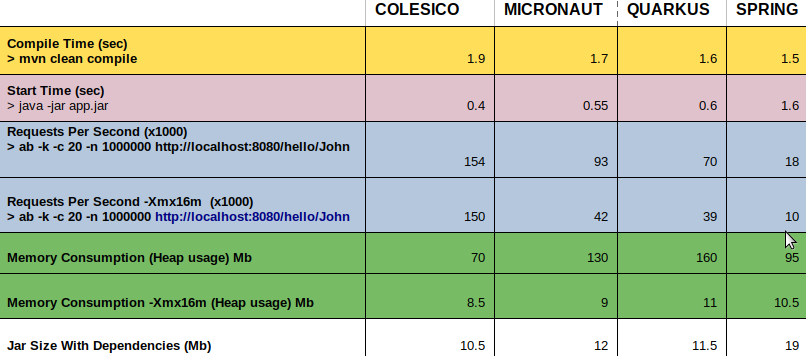 COLESICO MICRONAUT QUARKUS SPRING
Compile Time (sec)
> mvn clean compile 1.9 1.7 1.6 1.5
Start Time (sec)
> java -jar app.jar 0.4 0.55 0.6 1.6
Requests Per Second (x1000)
> ab -k -c 20 -n 1000000 http://localhost:8080/hello/John
154 93 70 18
Requests Per Second -Xmx16m (x1000)
> ab -k -c 20 -n 1000000 http://localhost:8080/hello/John 150 42 39 10
Memory Consumption (Heap usage) Mb 70 130 160 95
Memory Consumption -Xmx16m (Heap usage) Mb 8.5 9 11 10.5
Jar Size With Dependencies (Mb) 10.5 12 11.5 19